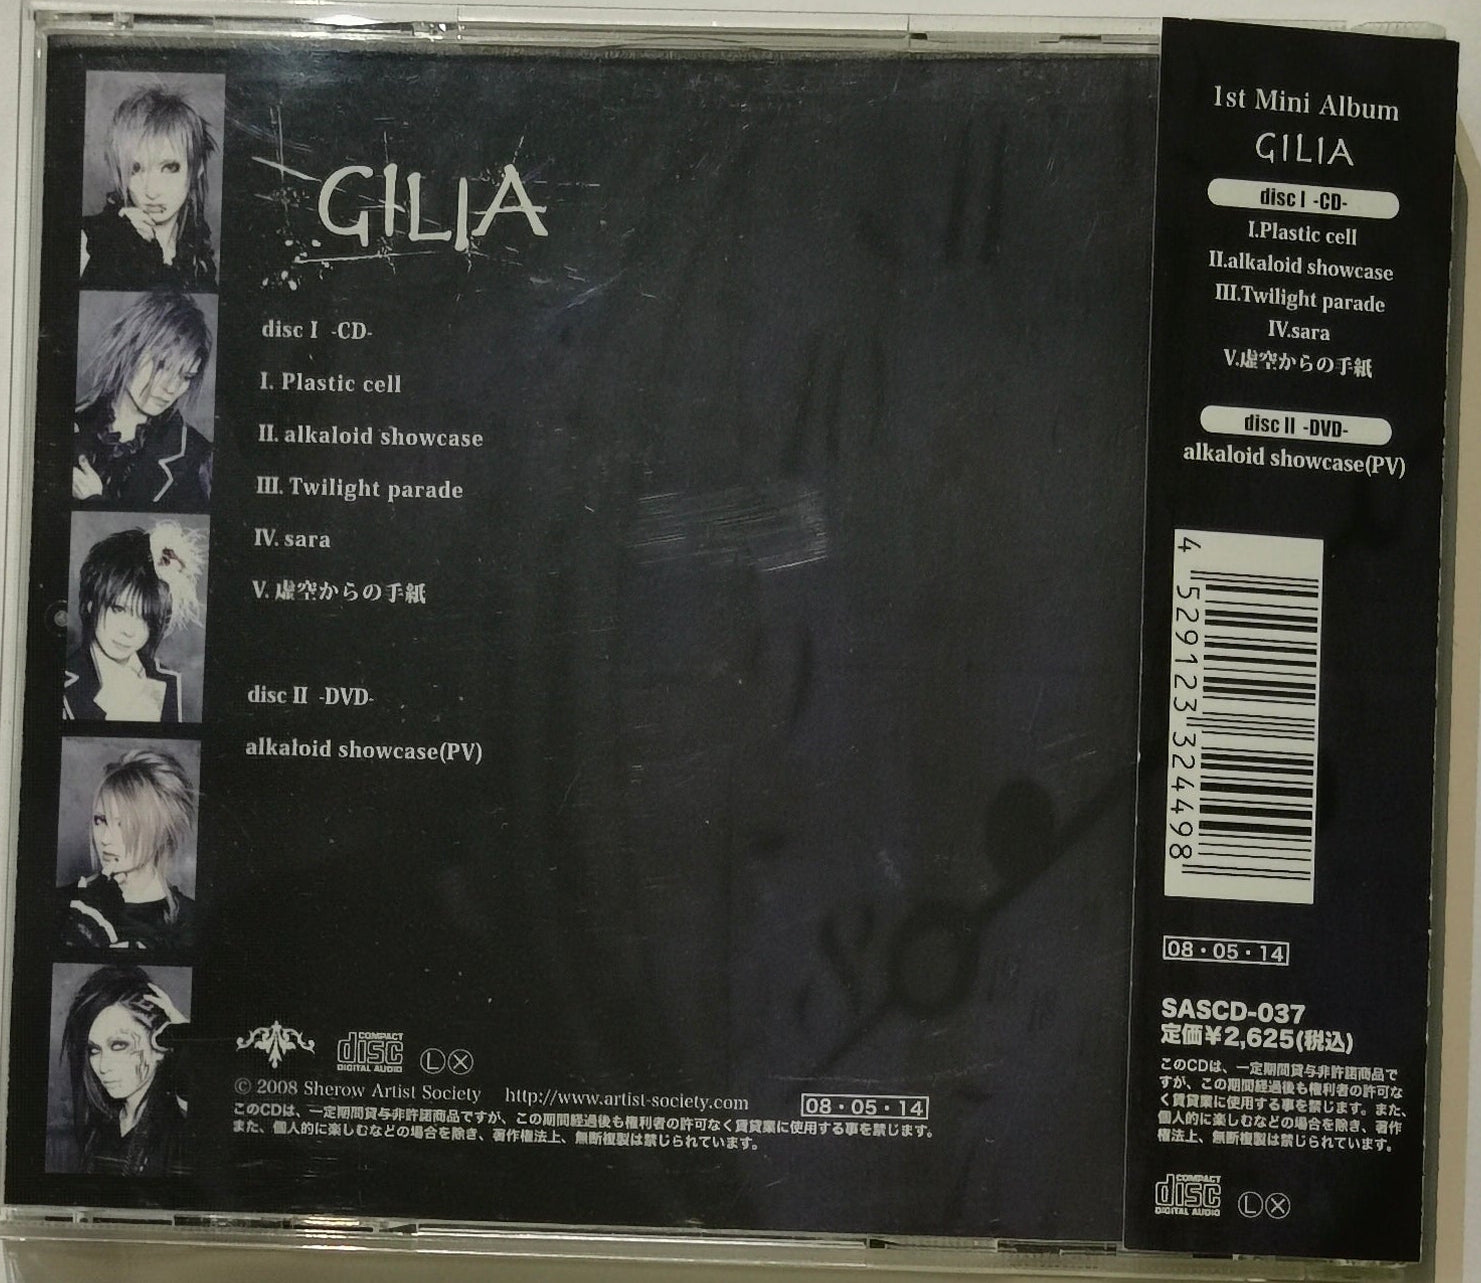 GILIA
disc I -CD-
I. Plastic cell
II. alkaloid showcase
III. Twilight parade
IV. sara
V. 虚空からの手紙
disc II -DVD-
alkaloid showcase(PV)
COMPACT
disc
DIGITAL AUDIO
L X
© 2008 Sherow Artist Society http://www.artist-society.com
08・05・14
このCDは、一定期間貸与非許諾商品ですが、この期間経過後も権利者の許可なく賃貸業に使用する事を禁じます。
また、個人的に楽しむなどの場合を除き、著作権法上、無断複製は禁じられています。
1st Mini Album
GILIA
disc I -CD-
I.Plastic cell
II.alkaloid showcase
III.Twilight parade
IV.sara
V.虚空からの手紙
disc II -DVD-
alkaloid showcase(PV)
4 529123 324498
08・05・14
SASCD-037
定価¥2,625(税込)
このCDは、一定期間貸与非許諾商品で
すが、この期間経過後も権利者の許可な
く賃貸業に使用する事を禁じます。また、
個人的に楽しむなどの場合を除き、著作
権法上、無断複製は禁じられています。
COMPACT
disc
DIGITAL AUDIO
L X